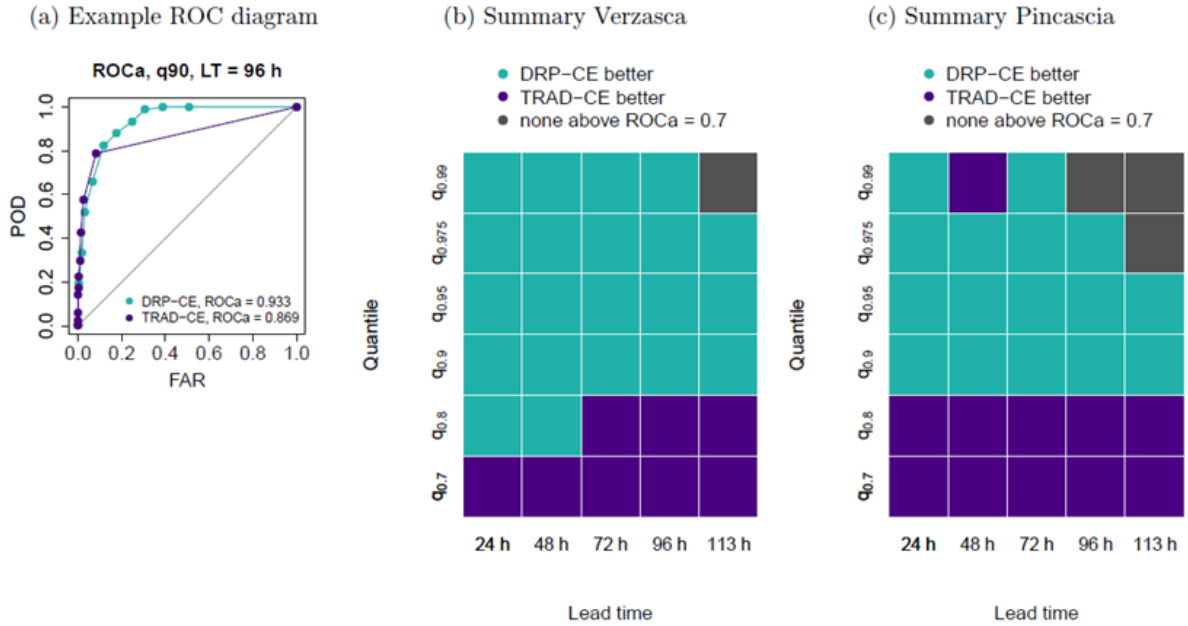 (a) Example ROC diagram
ROCa, q90, LT = 96 h
1.0
0.8
0.6
0.4
0.2
0.0
POD
DRP-CE, ROCa = 0.933
TRAD-CE, ROCa = 0.869
0.0 0.2 0.4 0.6 0.8 1.0
FAR
(b) Summary Verzasca
DRP-CE better
TRAD-CE better
none above ROCa = 0.7
Quantile
q0.99
q0.975
q0.95
q0.9
q0.8
q0.7
24 h 48 h 72 h 96 h 113 h
Lead time
(c) Summary Pincascia
DRP-CE better
TRAD-CE better
none above ROCa = 0.7
Quantile
q0.99
q0.975
q0.95
q0.9
q0.8
q0.7
24 h 48 h 72 h 96 h 113 h
Lead time